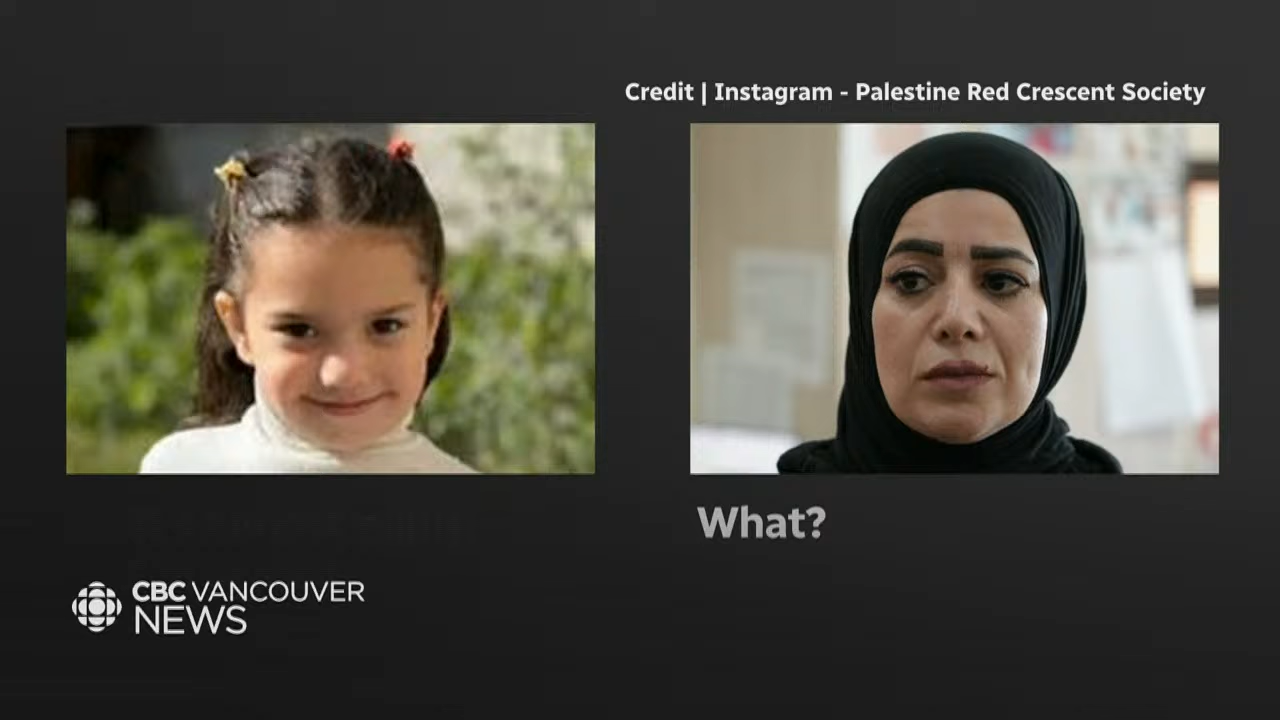 Credit | Instagram - Palestine Red Crescent Society
What?
CBC VANCOUVER
NEWS